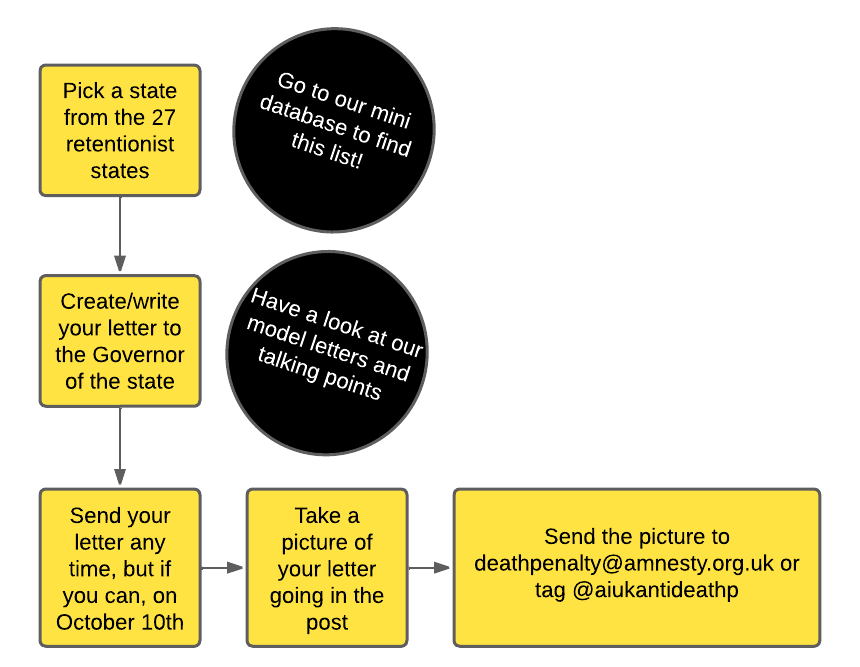 Pick a state
from the 27
retentionist
states
Go to our mini
database to find
this list!
Create/write
your letter to
the Governor
of the state
Have a look at our
model letters and
talking points
Send your
letter any
time, but if
you can, on
October 10th
Take a
picture of
your letter
going in the
post
Send the picture to
deathpenalty@amnesty.org.uk or
tag @aiukantideathp